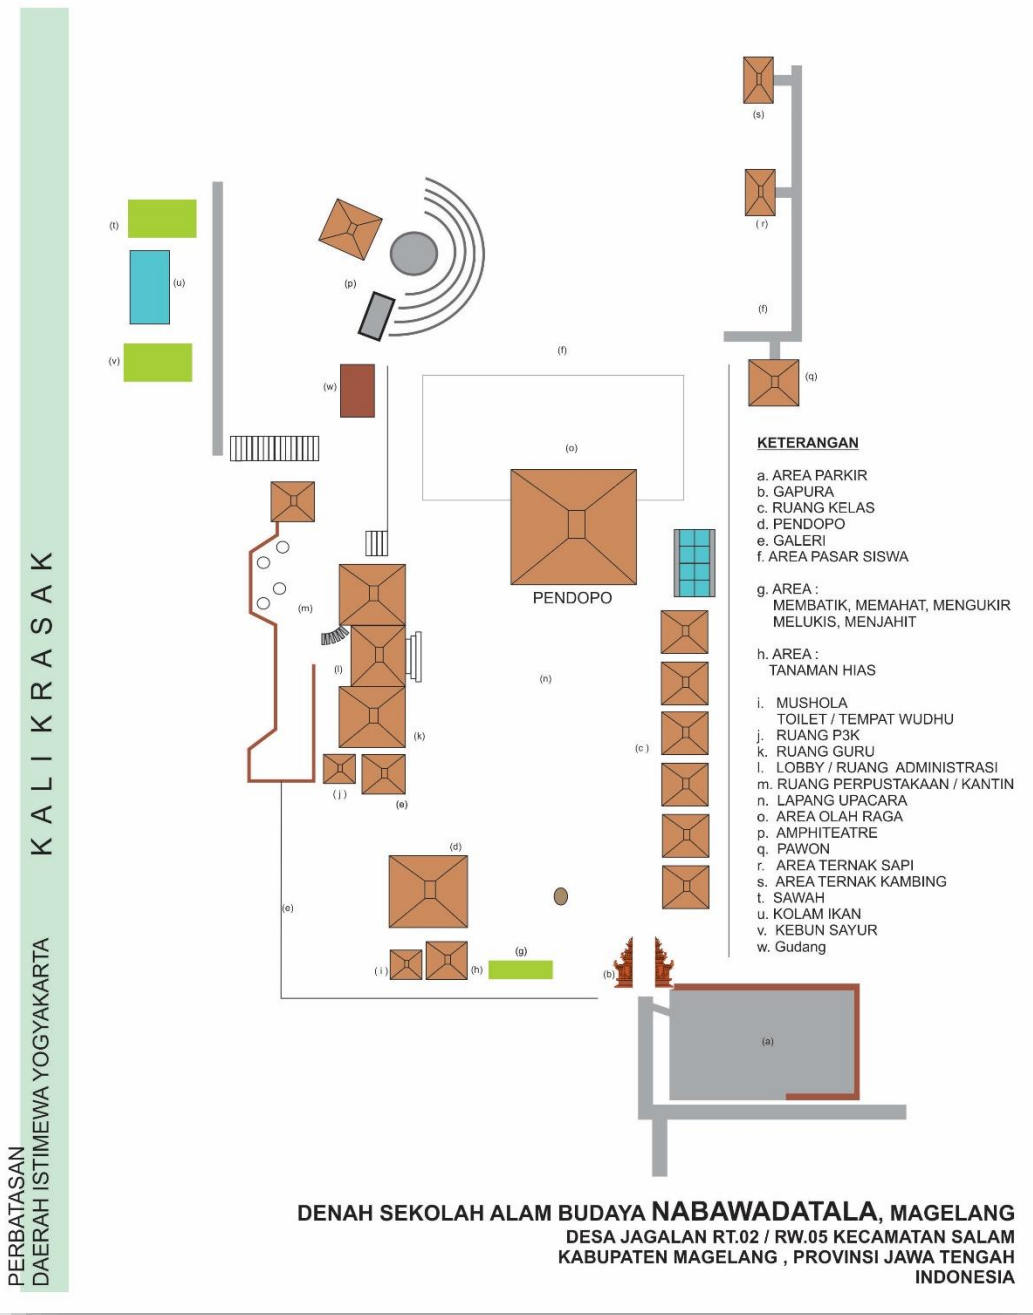 (s)
( r)
(t)
(u)
(p)
(f)
(f)
(v)
(w)
(q)
(o)
PENDOPO
(m)
(l)
(n)
(k)
(c )
( j )
(e)
(d)
(e)
(g)
( i )
(h)
(b)
(a)
KETERANGAN
a. AREA PARKIR
b. GAPURA
c. RUANG KELAS
d. PENDOPO
e. GALERI
f. AREA PASAR SISWA
g. AREA :
MEMBATIK, MEMAHAT, MENGUKIR
MELUKIS, MENJAHIT
h. AREA :
TANAMAN HIAS
i. MUSHOLA
TOILET / TEMPAT WUDHU
j. RUANG P3K
k. RUANG GURU
l. LOBBY / RUANG ADMINISTRASI
m. RUANG PERPUSTAKAAN / KANTIN
n. LAPANG UPACARA
o. AREA OLAH RAGA
p. AMPHITEATRE
q. PAWON
r. AREA TERNAK SAPI
s. AREA TERNAK KAMBING
t. SAWAH
u. KOLAM IKAN
v. KEBUN SAYUR
w. Gudang
K A L I K R A S A K
PERBATASAN
DAERAH ISTIMEWA YOGYAKARTA
DENAH SEKOLAH ALAM BUDAYA NABAWADATALA, MAGELANG
DESA JAGALAN RT.02 / RW.05 KECAMATAN SALAM
KABUPATEN MAGELANG , PROVINSI JAWA TENGAH
INDONESIA